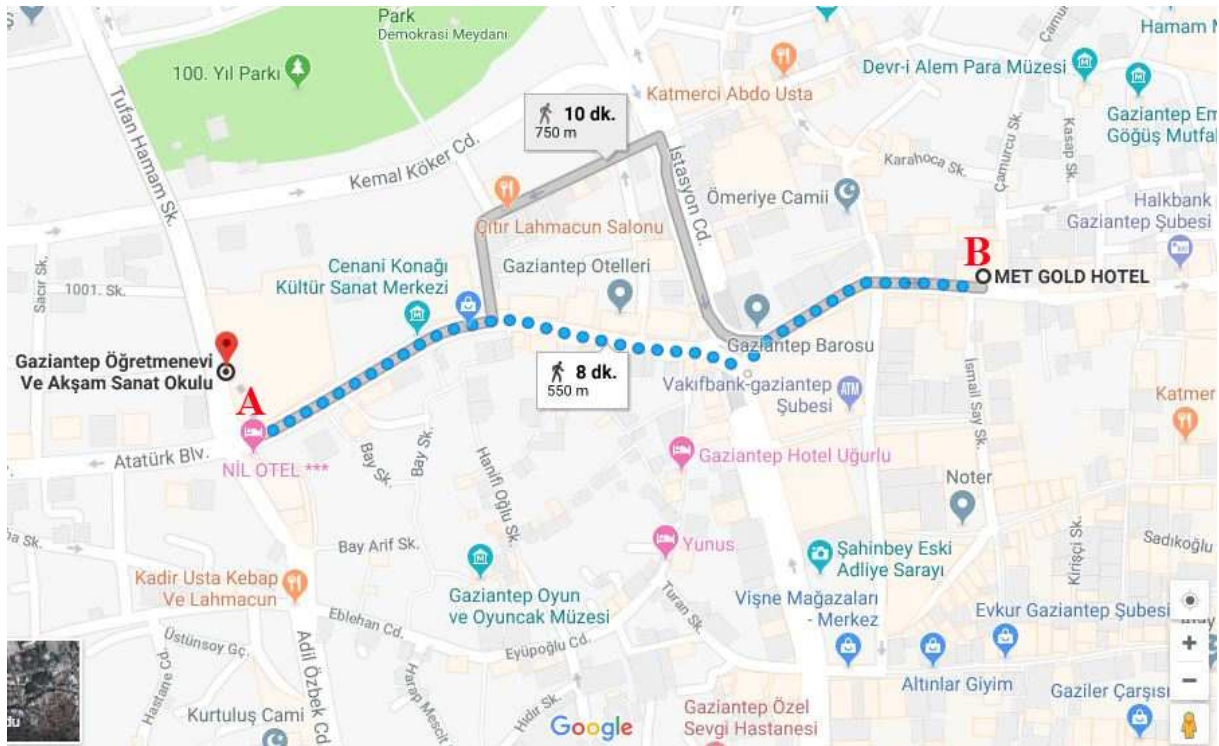 Park
Demokrasi Meydanı
100. Yıl Parkı
Tufan Hamam Sk.
Kemal Köker Cd.
10 dk.
750 m
Katmerci Abdo Usta
Devr-i Alem Para Müzesi
Hamam M
Gaziantep Em
Göğüş Mutfa
Kasap Sk.
Çamurcu Sk.
Karahoca Sk.
İstasyon Cd.
Ömeriye Camii
Halkbank
Gaziantep Şubesi
Çıtır Lahmacun Salonu
Gaziantep Otelleri
Cenani Konağı
Kültür Sanat Merkezi
Sacır Sk.
1001. Sk.
B
MET GOLD HOTEL
Gaziantep Öğretmenevi
Ve Akşam Sanat Okulu
Gaziantep Barosu
8 dk.
550 m
Vakıfbank-gaziantep
Şubesi
ATM
İsmail Say Sk.
Katmer
A
NİL OTEL ***
Atatürk Blv.
Bay Sk.
Bay Sk.
Hanifi Oğlu Sk.
Gaziantep Hotel Uğurlu
Noter
Bay Arif Sk.
Yunus
Şahinbey Eski
Adliye Sarayı
Kirişçi Sk.
Sadıkoğlu
Kadir Usta Kebap
Ve Lahmacun
Gaziantep Oyun
ve Oyuncak Müzesi
Turan Sk.
Vişne Mağazaları
- Merkez
Evkur Gaziantep Şubesi
Eblehan Cd.
Eyüpoğlu Cd.
Üstünsoy Gç.
Hastane Cd.
Adil Özbek Cd.
Harap Mescit
Hıdır Sk.
Altınlar Giyim
Gaziler Çarşısı
Kurtuluş Cami
Google
Gaziantep Özel
Sevgi Hastanesi